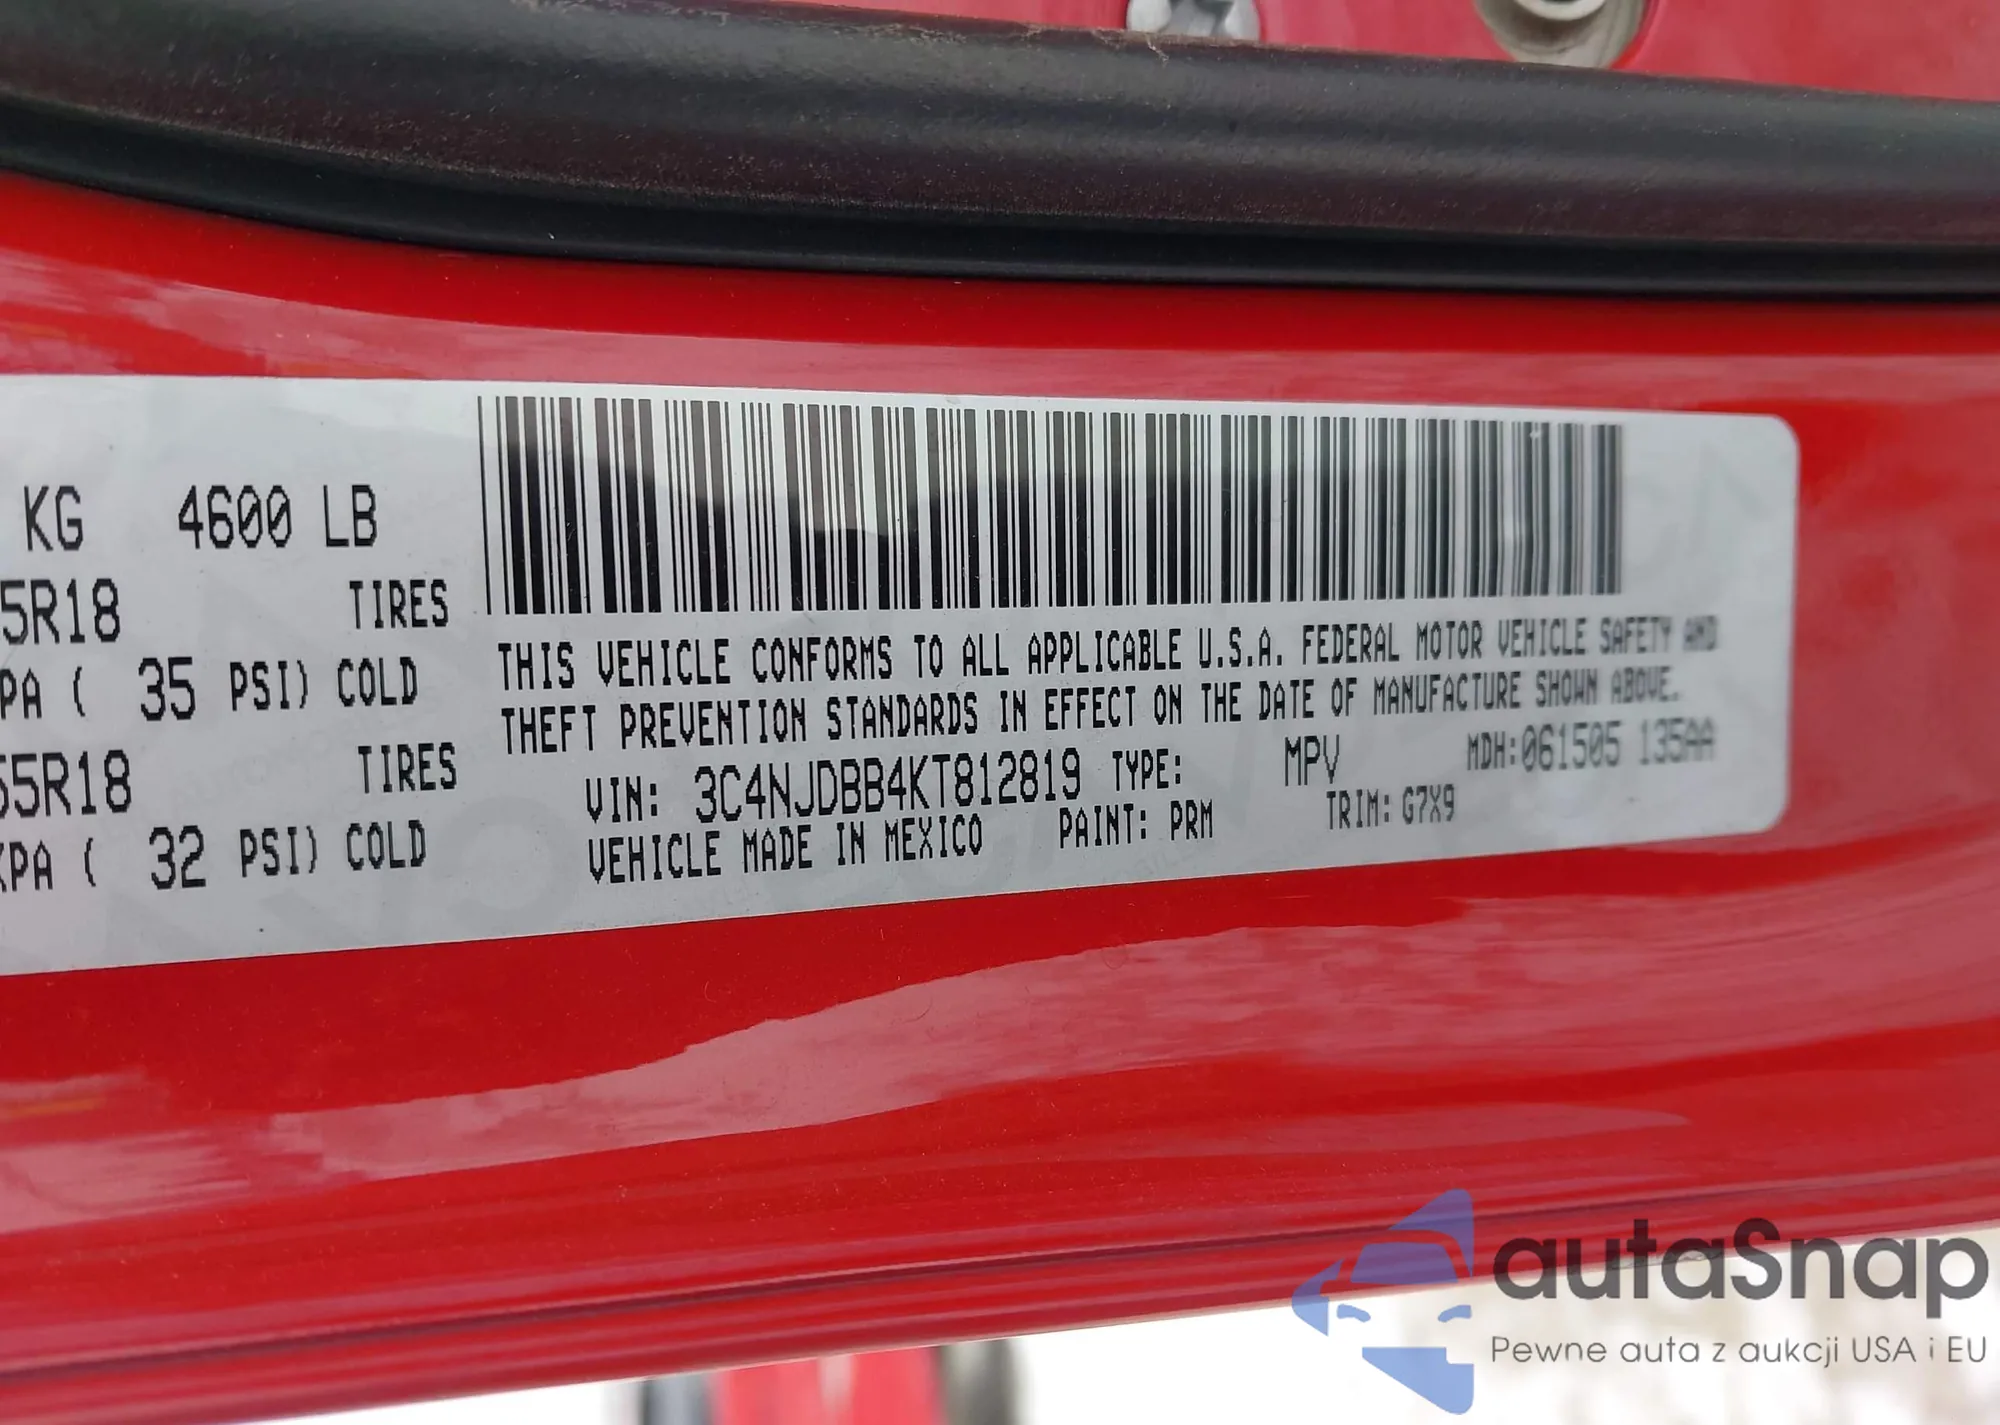 KG 4600 LB
5R18 TIRES
PA ( 35 PSI) COLD
55R18 TIRES
KPA ( 32 PSI) COLD
THIS VEHICLE CONFORMS TO ALL APPLICABLE U.S.A. FEDERAL MOTOR VEHICLE SAFETY AND
THEFT PREVENTION STANDARDS IN EFFECT ON THE DATE OF MANUFACTURE SHOWN ABOVE.
VIN: 3C4NJDBB4KT812819 TYPE: MPV MDH:061505 135AA
VEHICLE MADE IN MEXICO PAINT: PRM TRIM: G7X9
autaSnap
Pewne auta z aukcji USA i EU